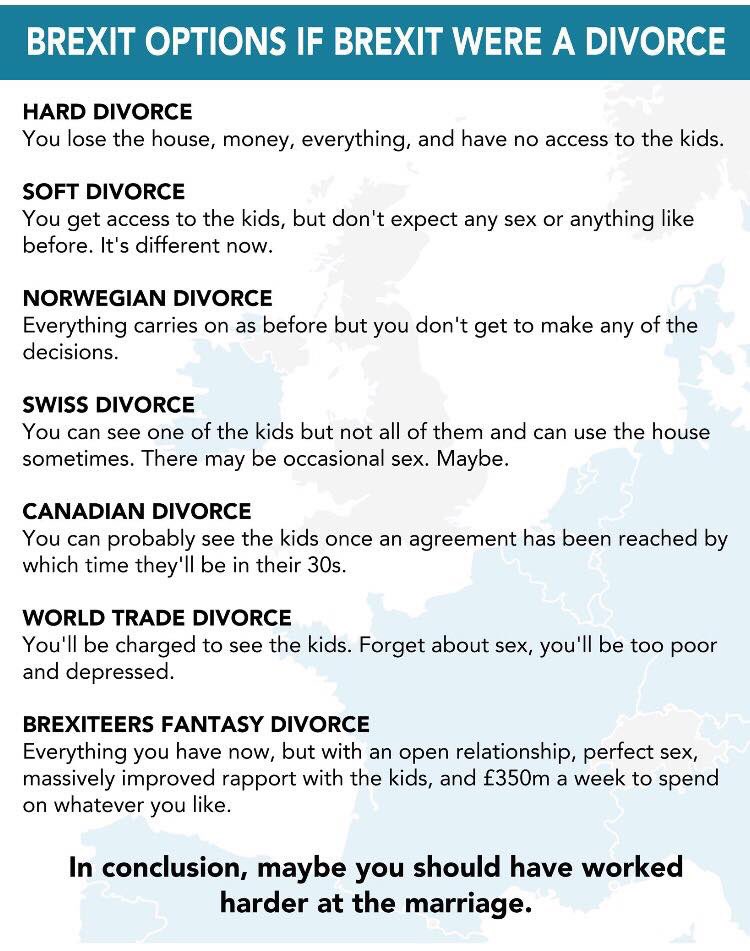 BREXIT OPTIONS IF BREXIT WERE A DIVORCE
HARD DIVORCE
You lose the house, money, everything, and have no access to the kids.
SOFT DIVORCE
You get access to the kids, but don't expect any sex or anything like
before. It's different now.
NORWEGIAN DIVORCE
Everything carries on as before but you don't get to make any of the
decisions.
SWISS DIVORCE
You can see one of the kids but not all of them and can use the house
sometimes. There may be occasional sex. Maybe.
CANADIAN DIVORCE
You can probably see the kids once an agreement has been reached by
which time they'll be in their 30s.
WORLD TRADE DIVORCE
You'll be charged to see the kids. Forget about sex, you'll be too poor
and depressed.
BREXITEERS FANTASY DIVORCE
Everything you have now, but with an open relationship, perfect sex,
massively improved rapport with the kids, and £350m a week to spend
on whatever you like.
In conclusion, maybe you should have worked
harder at the marriage.